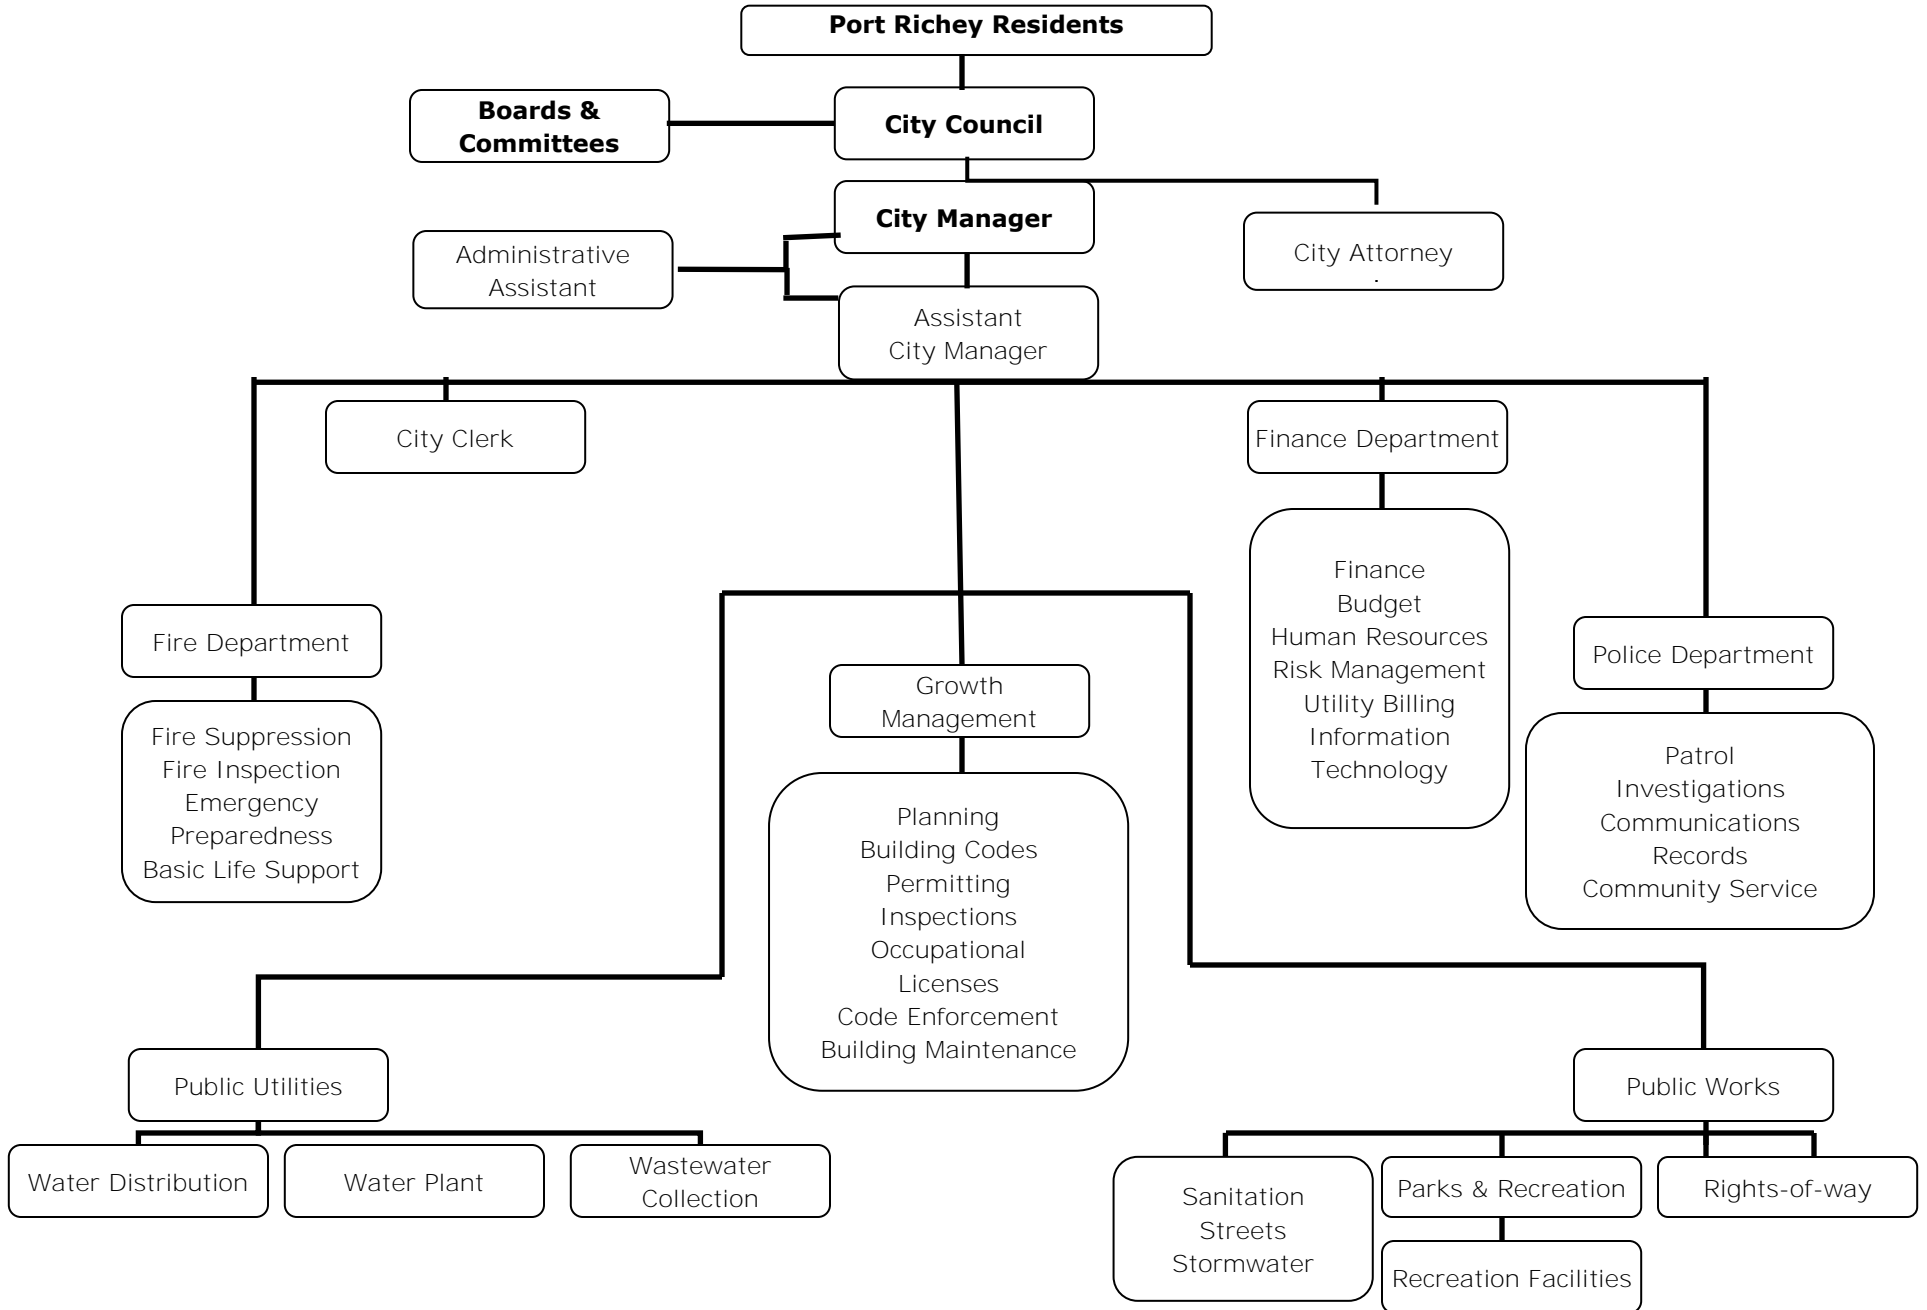 Port Richey Residents
Boards &
Committees
City Council
City Manager
Administrative
Assistant
City Attorney
.
Assistant
City Manager
City Clerk
Finance Department
Finance
Budget
Human Resources
Risk Management
Utility Billing
Information
Technology
Fire Department
Fire Suppression
Fire Inspection
Emergency
Preparedness
Basic Life Support
Growth
Management
Planning
Building Codes
Permitting
Inspections
Occupational
Licenses
Code Enforcement
Building Maintenance
Police Department
Patrol
Investigations
Communications
Records
Community Service
Public Utilities
Water Distribution
Water Plant
Wastewater
Collection
Public Works
Sanitation
Streets
Stormwater
Parks & Recreation
Rights-of-way
Recreation Facilities